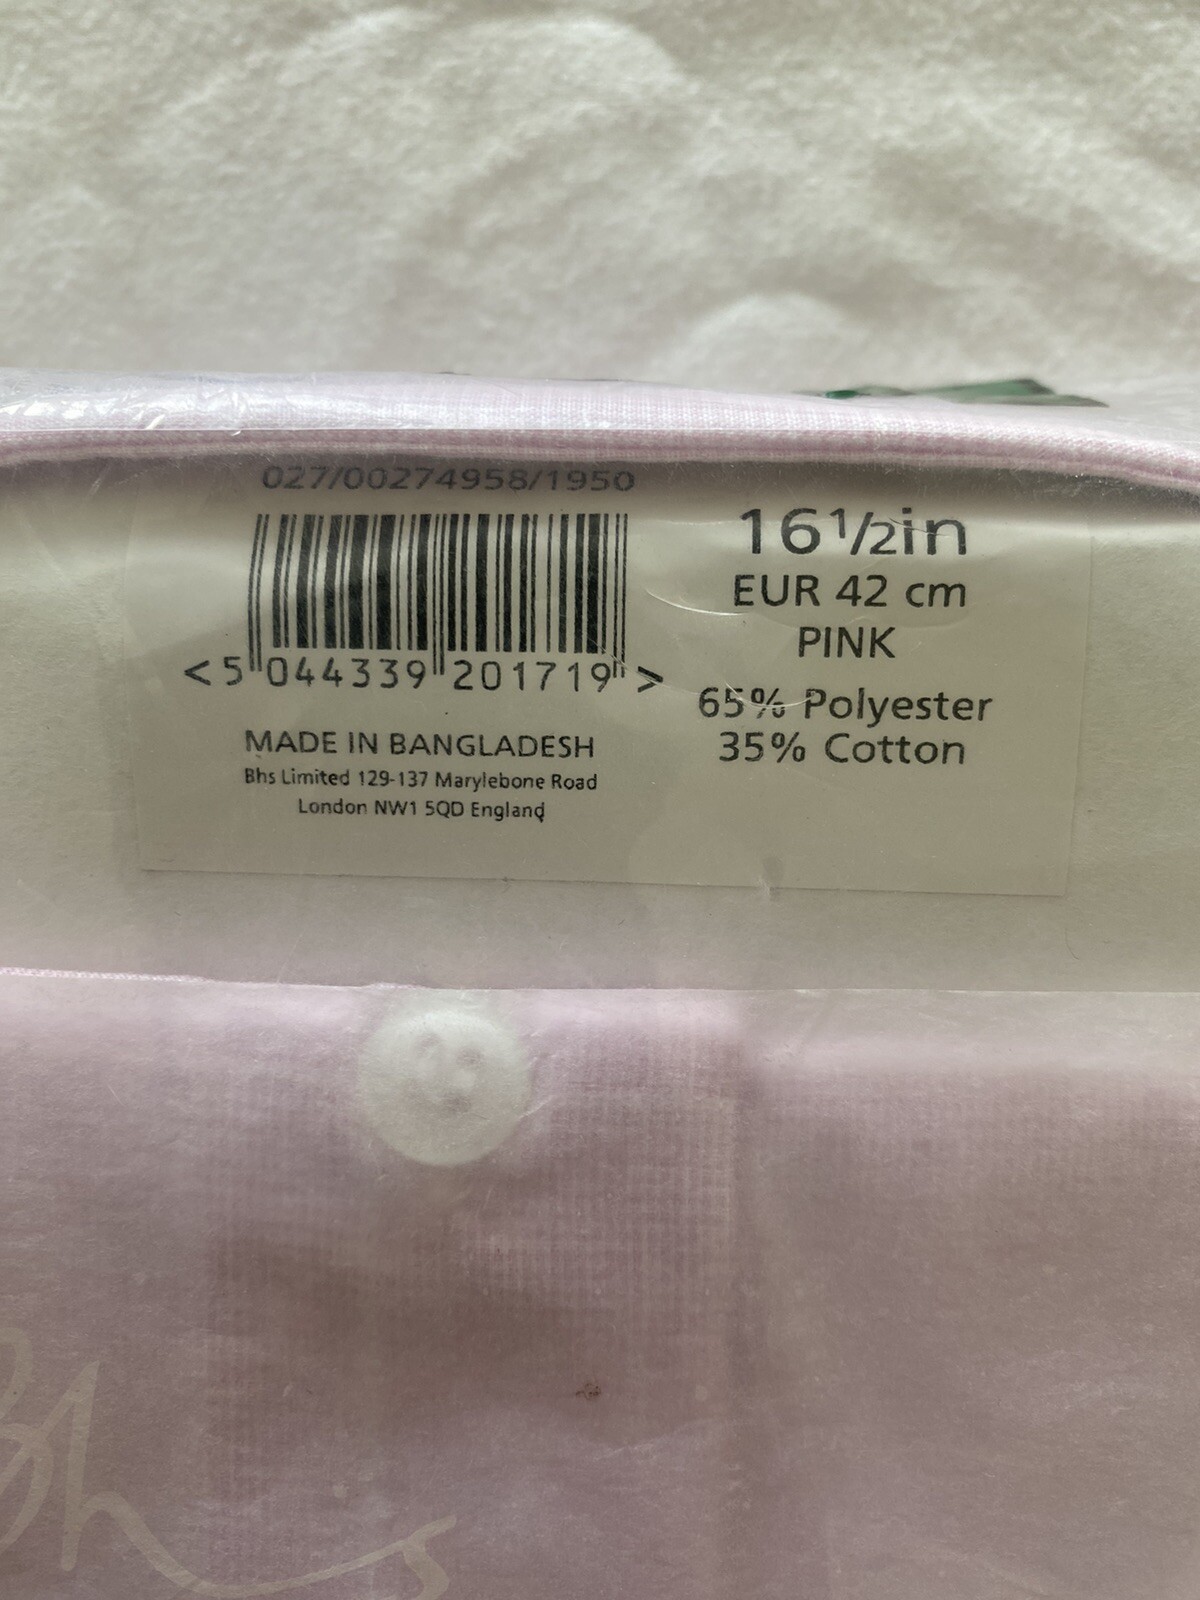 027/00274958/1950
<5 044339 201719 >
MADE IN BANGLADESH
Bhs Limited 129-137 Marylebone Road
London NW1 5QD England
16½in
EUR 42 cm
PINK
65% Polyester
35% Cotton
Bhs